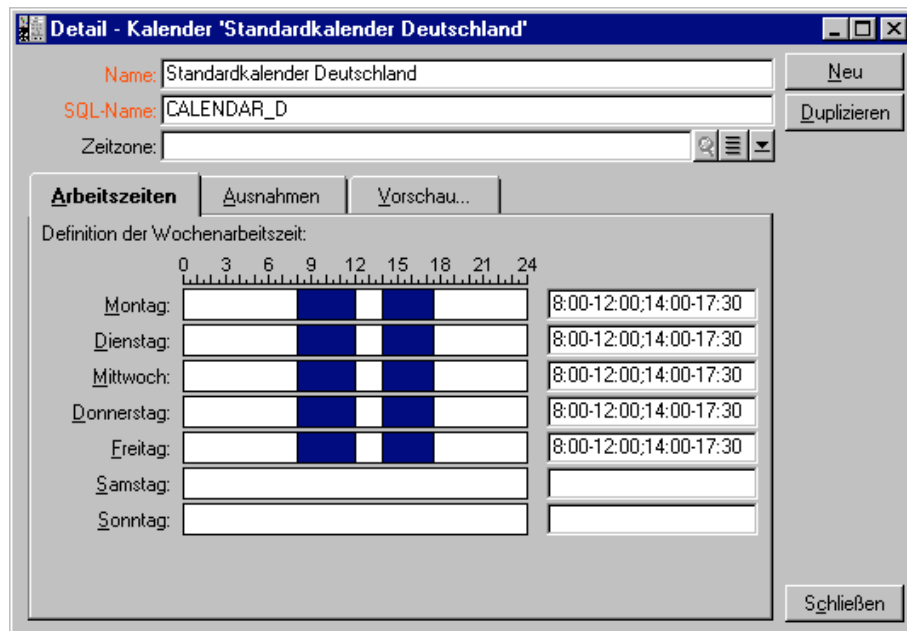 Detail - Kalender 'Standardkalender Deutschland'
Name: Standardkalender Deutschland
Neu
SQL-Name: CALENDAR_D
Duplizieren
Zeitzone:
Arbeitszeiten Ausnahmen Vorschau...
Definition der Wochenarbeitszeit:
0 3 6 9 12 15 18 21 24
Montag: 8:00-12:00;14:00-17:30
Dienstag: 8:00-12:00;14:00-17:30
Mittwoch: 8:00-12:00;14:00-17:30
Donnerstag: 8:00-12:00;14:00-17:30
Freitag: 8:00-12:00;14:00-17:30
Samstag:
Sonntag:
Schließen